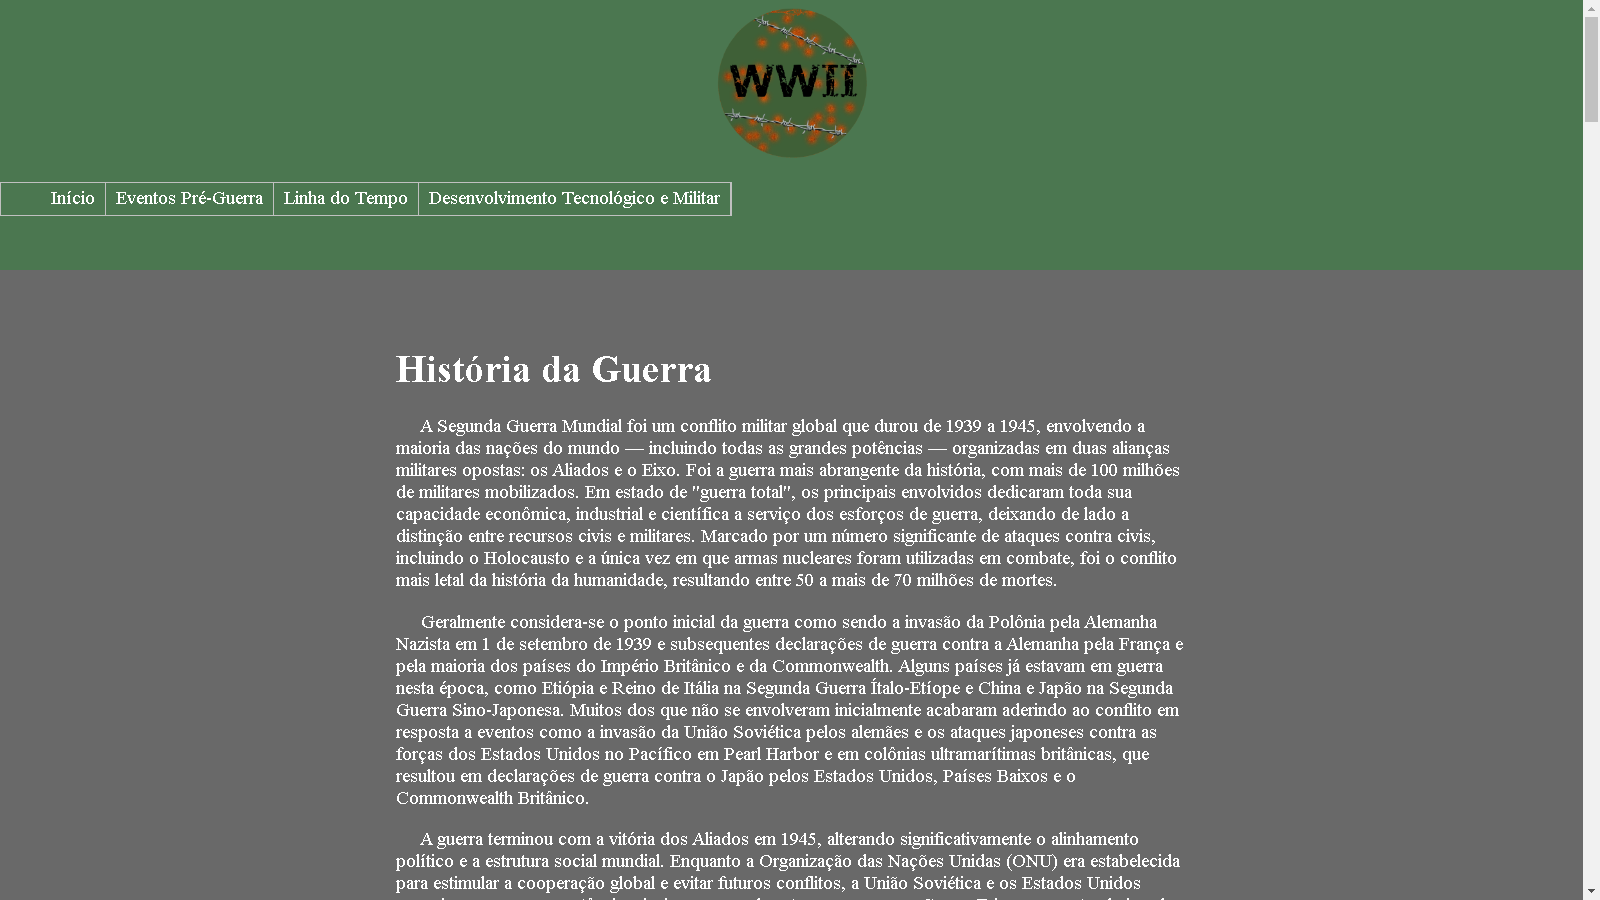 WWII
Início
Eventos Pré-Guerra
Linha do Tempo
Desenvolvimento Tecnológico e Militar
História da Guerra
A Segunda Guerra Mundial foi um conflito militar global que durou de 1939 a 1945, envolvendo a
maioria das nações do mundo — incluindo todas as grandes potências — organizadas em duas alianças
militares opostas: os Aliados e o Eixo. Foi a guerra mais abrangente da história, com mais de 100 milhões
de militares mobilizados. Em estado de "guerra total", os principais envolvidos dedicaram toda sua
capacidade econômica, industrial e científica a serviço dos esforços de guerra, deixando de lado a
distinção entre recursos civis e militares. Marcado por um número significante de ataques contra civis,
incluindo o Holocausto e a única vez em que armas nucleares foram utilizadas em combate, foi o conflito
mais letal da história da humanidade, resultando entre 50 a mais de 70 milhões de mortes.
Geralmente considera-se o ponto inicial da guerra como sendo a invasão da Polônia pela Alemanha
Nazista em 1 de setembro de 1939 e subsequentes declarações de guerra contra a Alemanha pela França e
pela maioria dos países do Império Britânico e da Commonwealth. Alguns países já estavam em guerra
nesta época, como Etiópia e Reino de Itália na Segunda Guerra Ítalo-Etíope e China e Japão na Segunda
Guerra Sino-Japonesa. Muitos dos que não se envolveram inicialmente acabaram aderindo ao conflito em
resposta a eventos como a invasão da União Soviética pelos alemães e os ataques japoneses contra as
forças dos Estados Unidos no Pacífico em Pearl Harbor e em colônias ultramarítimas britânicas, que
resultou em declarações de guerra contra o Japão pelos Estados Unidos, Países Baixos e o
Commonwealth Britânico.
A guerra terminou com a vitória dos Aliados em 1945, alterando significativamente o alinhamento
político e a estrutura social mundial. Enquanto a Organização das Nações Unidas (ONU) era estabelecida
para estimular a cooperação global e evitar futuros conflitos, a União Soviética e os Estados Unidos